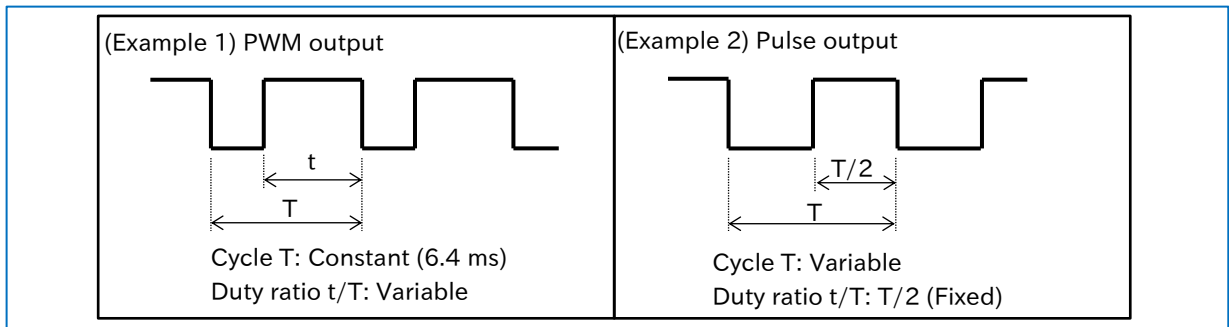 (Example 1) PWM output
t
T
Cycle T: Constant (6.4 ms)
Duty ratio t/T: Variable
(Example 2) Pulse output
T/2
T
Cycle T: Variable
Duty ratio t/T: T/2 (Fixed)